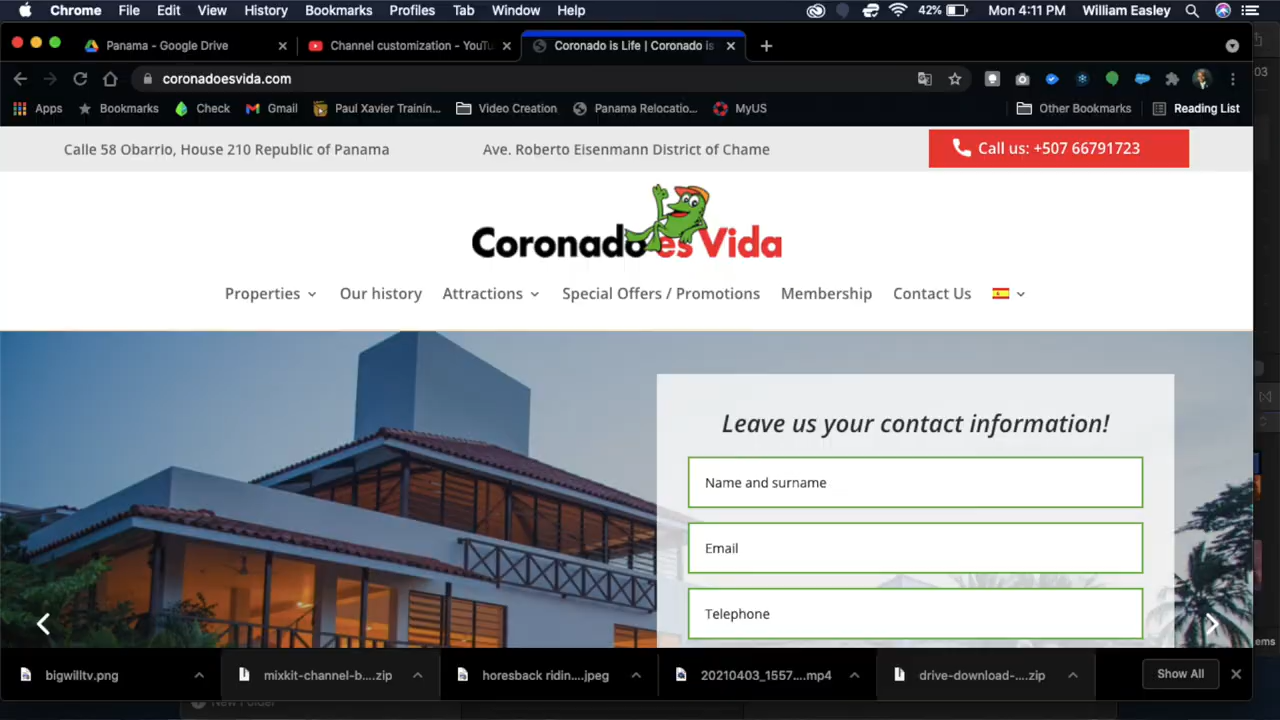 Chrome File Edit View History Bookmarks Profiles Tab Window Help 42% Mon 4:11 PM William Easley
Panama - Google Drive Channel customization - YouTu Coronado is Life | Coronado is
coronadoesvida.com
Apps Bookmarks Check Gmail Paul Xavier Trainin... Video Creation Panama Relocatio... MyUS Other Bookmarks Reading List
Calle 58 Obarrio, House 210 Republic of Panama Ave. Roberto Eisenmann District of Chame Call us: +507 66791723
Coronado es Vida
Properties Our history Attractions Special Offers / Promotions Membership Contact Us
Leave us your contact information!
Name and surname
Email
Telephone
bigwilltv.png mixkit-channel-b....zip horesback ridin....jpeg 20210403_1557....mp4 drive-download-....zip Show All
New Folder
03
ems